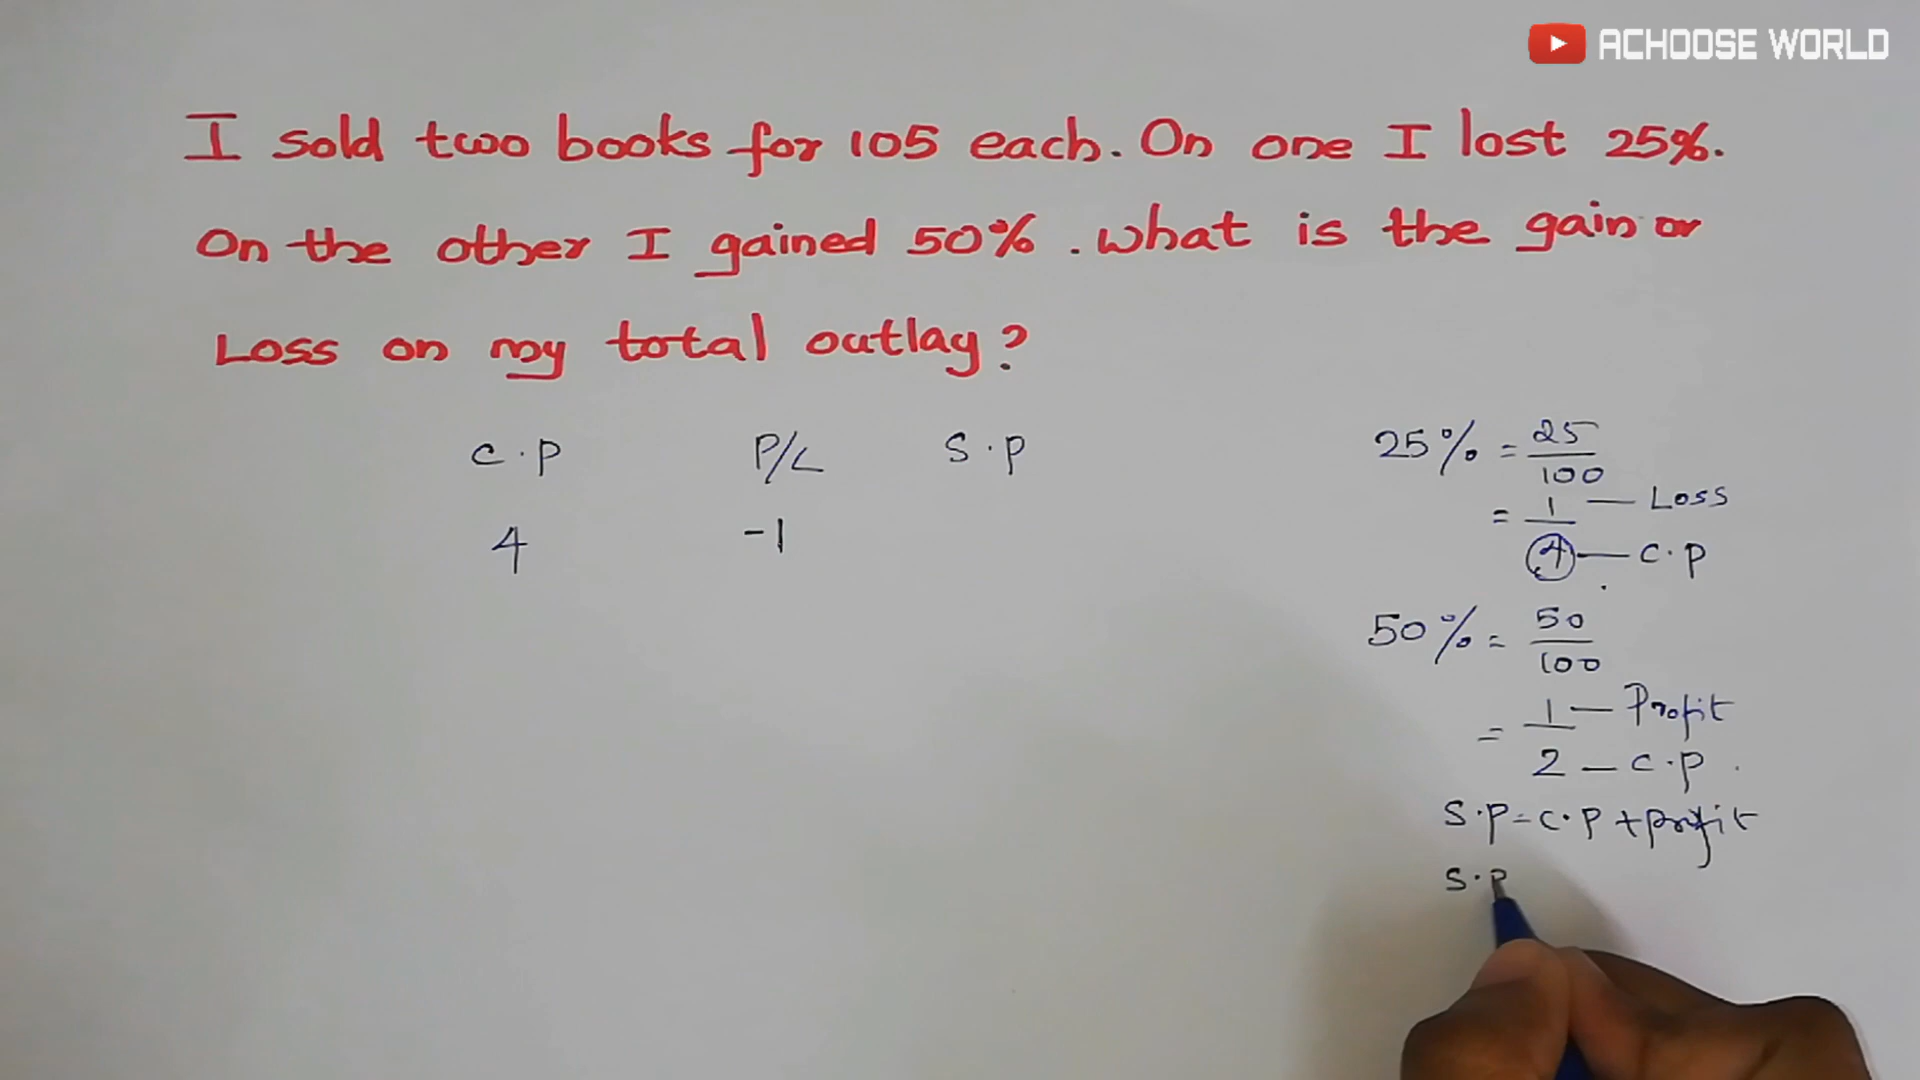 ACHOOSE WORLD
I sold two books for 105 each. On one I lost 25%.
On the other I gained 50%. what is the gain or
Loss on my total outlay?
C.P P/L S.P
4 -1
25% = 25/100
= 1/4 — Loss — C.P
50% = 50/100
= 1/2 — Profit — C.P
S.P = C.P + Profit
S.P